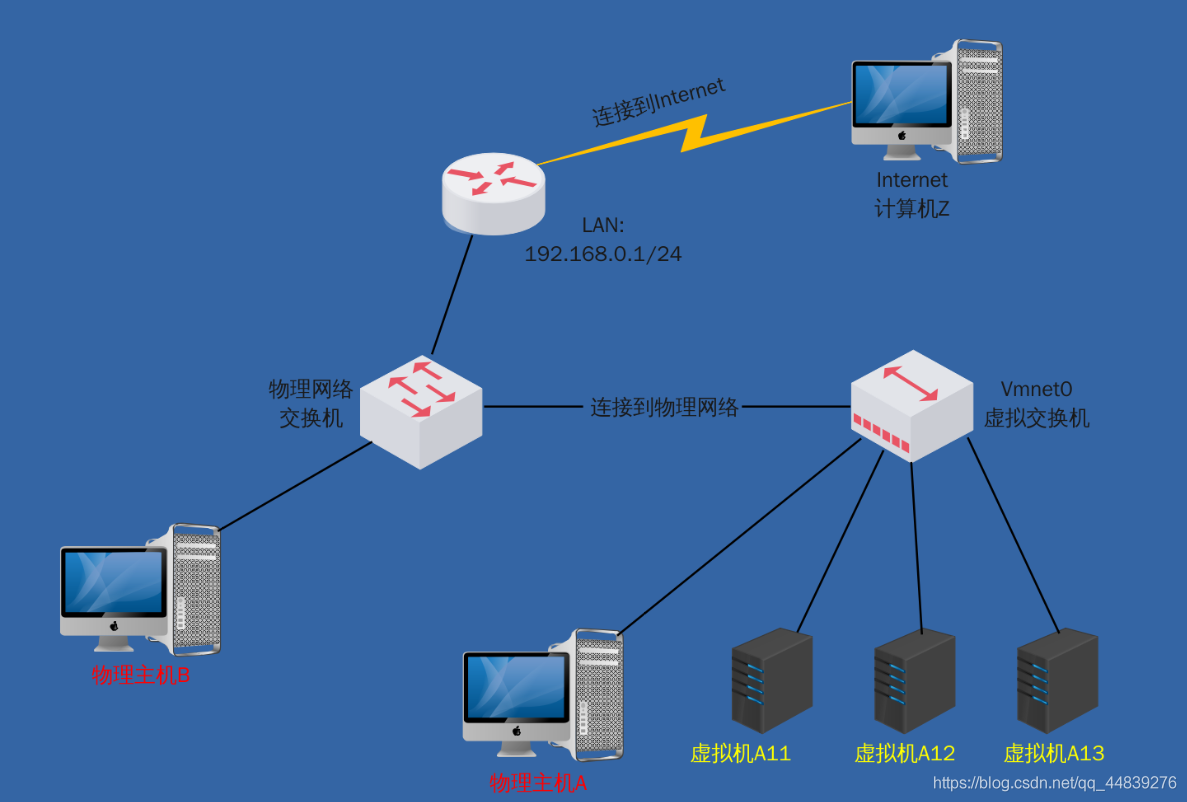 连接到Internet
Internet
计算机Z
LAN:
192.168.0.1/24
物理网络
交换机
连接到物理网络
Vmnet0
虚拟交换机
物理主机B
物理主机A
虚拟机A11
虚拟机A12
虚拟机A13
https://blog.csdn.net/qq_44839276